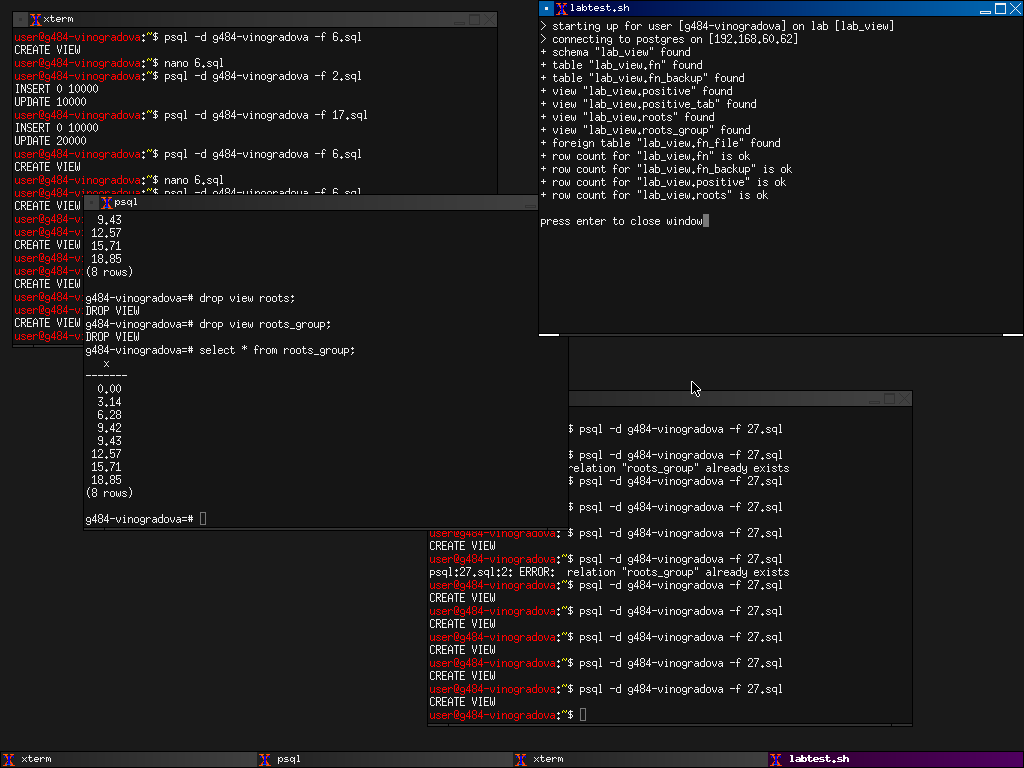 xterm
user@g484-vinogradova:~$ psql -d g484-vinogradova -f 6.sql
CREATE VIEW
user@g484-vinogradova:~$ nano 6.sql
user@g484-vinogradova:~$ psql -d g484-vinogradova -f 2.sql
INSERT 0 10000
UPDATE 10000
user@g484-vinogradova:~$ psql -d g484-vinogradova -f 17.sql
INSERT 0 10000
UPDATE 20000
user@g484-vinogradova:~$ psql -d g484-vinogradova -f 6.sql
CREATE VIEW
user@g484-vinogradova:~$ nano 6.sql
user@g484-vinogradova:~$ psql -d g484-vinogradova -f 6.sql
CREATE VIEW
user@g484-v
CREATE VIEW
user@g484-v
CREATE VIEW
user@g484-v
CREATE VIEW
user@g484-v
user@g484-v
CREATE VIEW
user@g484-v
psql
9.43
12.57
15.71
18.85
(8 rows)
g484-vinogradova=# drop view roots;
DROP VIEW
g484-vinogradova=# drop view roots_group;
DROP VIEW
g484-vinogradova=# select * from roots_group;
x
-------
0.00
3.14
6.28
9.42
9.43
12.57
15.71
18.85
(8 rows)
g484-vinogradova=#
labtest.sh
> starting up for user [g484-vinogradova] on lab [lab_view]
> connecting to postgres on [192.168.60.62]
+ schema "lab_view" found
+ table "lab_view.fn" found
+ table "lab_view.fn_backup" found
+ view "lab_view.positive" found
+ view "lab_view.positive_tab" found
+ view "lab_view.roots" found
+ view "lab_view.roots_group" found
+ foreign table "lab_view.fn_file" found
+ row count for "lab_view.fn" is ok
+ row count for "lab_view.fn_backup" is ok
+ row count for "lab_view.positive" is ok
+ row count for "lab_view.roots" is ok
press enter to close window
$ psql -d g484-vinogradova -f 27.sql
$ psql -d g484-vinogradova -f 27.sql
relation "roots_group" already exists
$ psql -d g484-vinogradova -f 27.sql
$ psql -d g484-vinogradova -f 27.sql
user@g484-vinogradova:~$ psql -d g484-vinogradova -f 27.sql
CREATE VIEW
user@g484-vinogradova:~$ psql -d g484-vinogradova -f 27.sql
psql:27.sql:2: ERROR:  relation "roots_group" already exists
user@g484-vinogradova:~$ psql -d g484-vinogradova -f 27.sql
CREATE VIEW
user@g484-vinogradova:~$ psql -d g484-vinogradova -f 27.sql
CREATE VIEW
user@g484-vinogradova:~$ psql -d g484-vinogradova -f 27.sql
CREATE VIEW
user@g484-vinogradova:~$ psql -d g484-vinogradova -f 27.sql
CREATE VIEW
user@g484-vinogradova:~$ psql -d g484-vinogradova -f 27.sql
CREATE VIEW
user@g484-vinogradova:~$
xterm
psql
xterm
labtest.sh